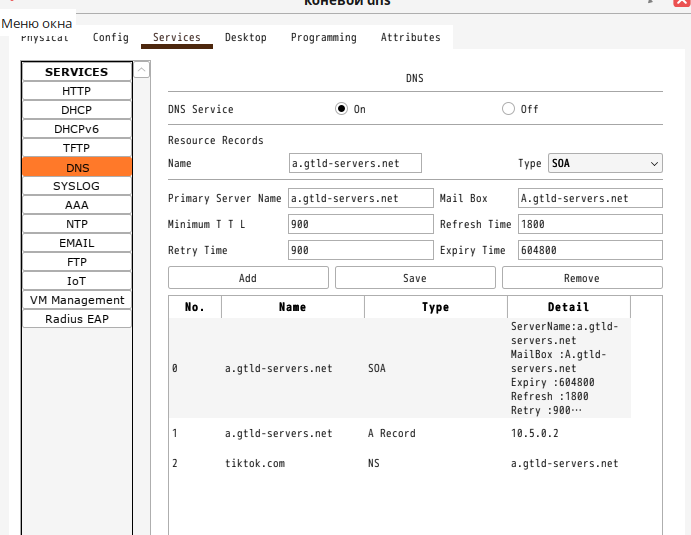 коневой dns
Меню окна
Physical Config Services Desktop Programming Attributes
SERVICES
HTTP
DHCP
DHCPv6
TFTP
DNS
SYSLOG
AAA
NTP
EMAIL
FTP
IoT
VM Management
Radius EAP
DNS
DNS Service On Off
Resource Records
Name a.gtld-servers.net Type SOA
Primary Server Name a.gtld-servers.net Mail Box A.gtld-servers.net
Minimum T T L 900 Refresh Time 1800
Retry Time 900 Expiry Time 604800
Add Save Remove
No. Name Type Detail
0 a.gtld-servers.net SOA ServerName:a.gtld-
servers.net
MailBox :A.gtld-
servers.net
Expiry :604800
Refresh :1800
Retry :900…
1 a.gtld-servers.net A Record 10.5.0.2
2 tiktok.com NS a.gtld-servers.net